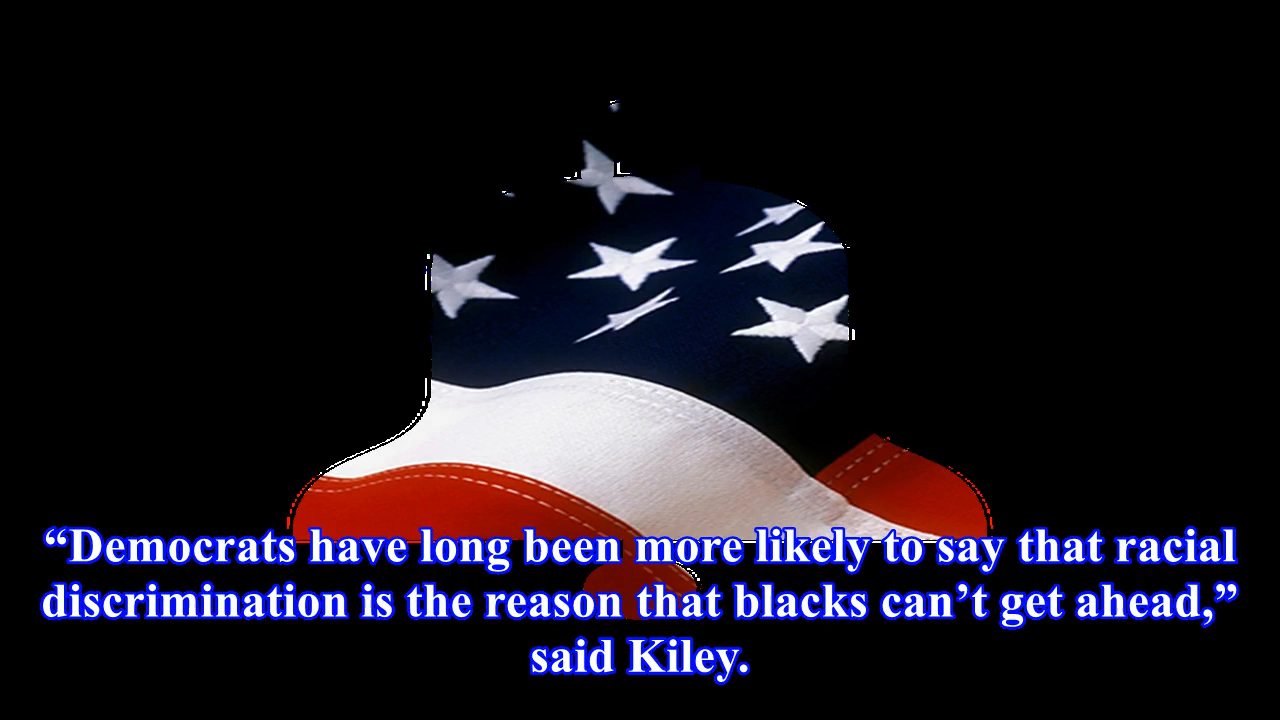 “Democrats have long been more likely to say that racial
discrimination is the reason that blacks can’t get ahead,”
said Kiley.